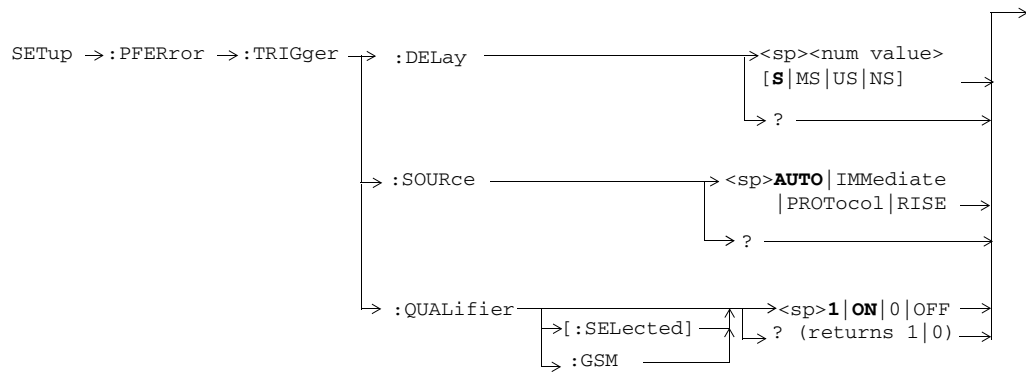 SETup :PFERror :TRIGger :DELay <sp><num value>
[S|MS|US|NS]
?
:SOURce <sp>AUTO|IMMediate
|PROTocol|RISE
?
:QUALifier <sp>1|ON|0|OFF
[:SELected] ? (returns 1|0)
:GSM